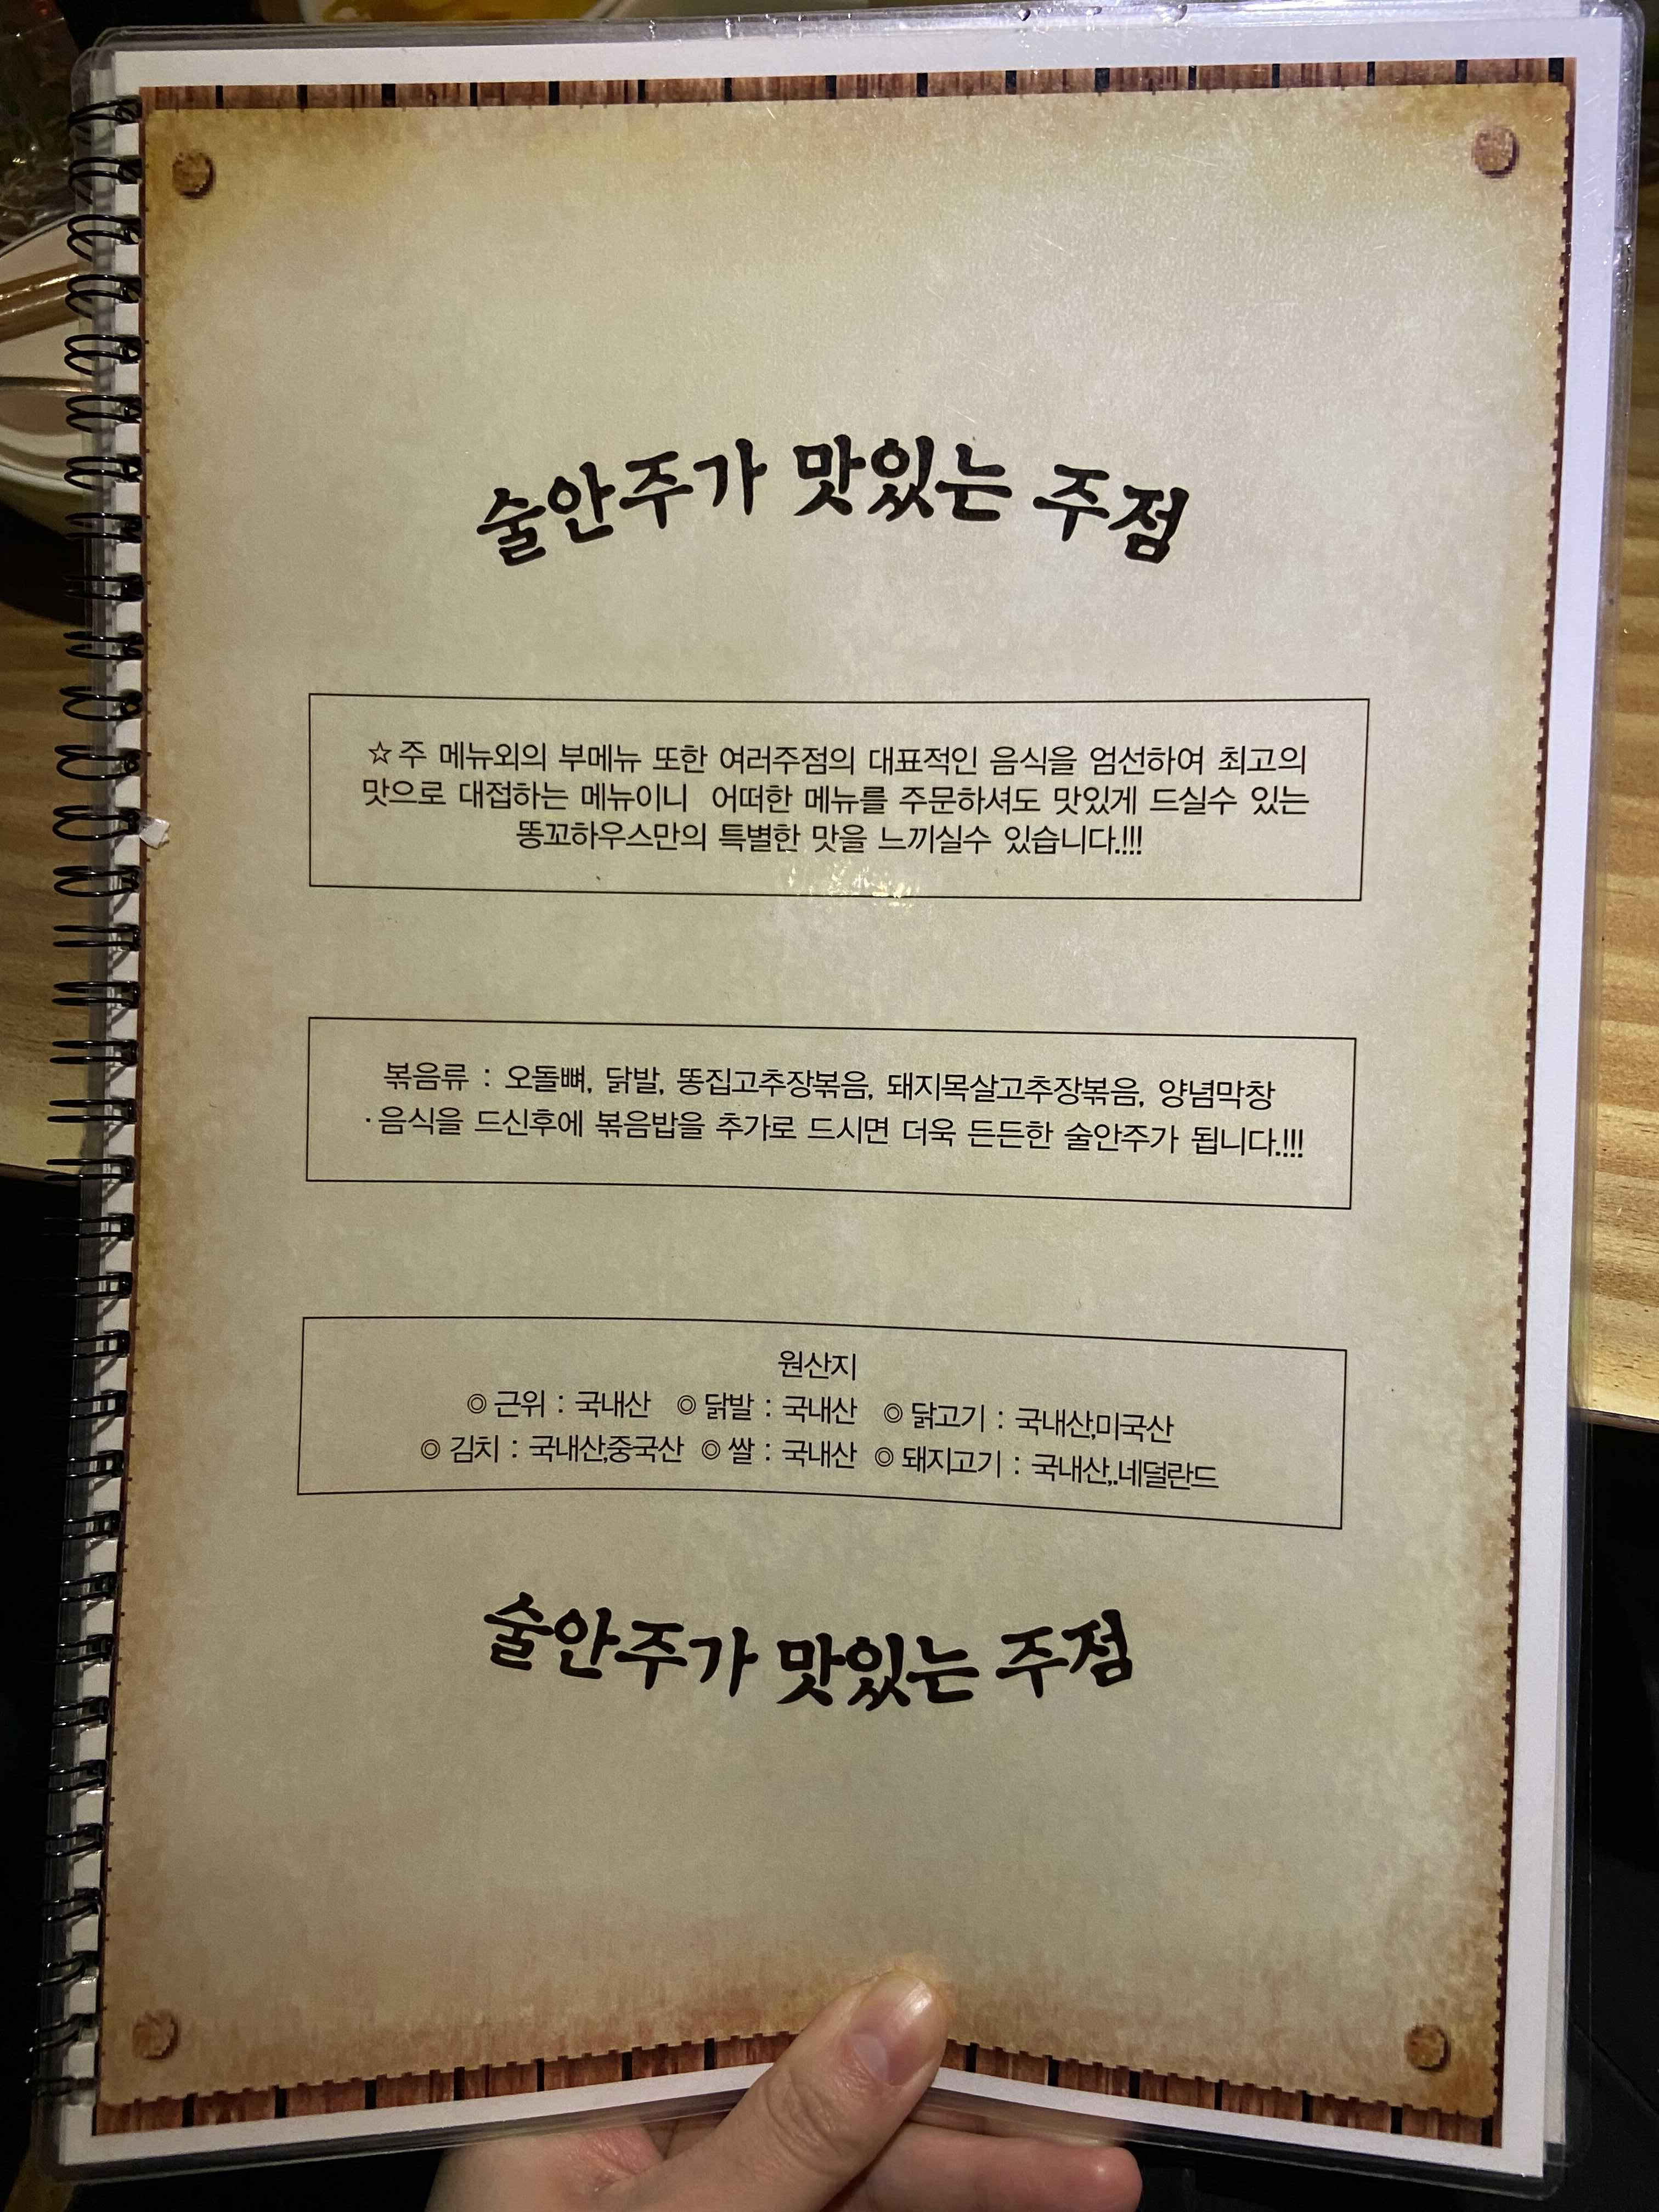 술안주가 맛있는 주점
☆주 메뉴외의 부메뉴 또한 여러주점의 대표적인 음식을 엄선하여 최고의
맛으로 대접하는 메뉴이니 어떠한 메뉴를 주문하셔도 맛있게 드실수 있는
똥꼬하우스만의 특별한 맛을 느끼실수 있습니다.!!!
볶음류 : 오돌뼈, 닭발, 똥집고추장볶음, 돼지목살고추장볶음, 양념막창
·음식을 드신후에 볶음밥을 추가로 드시면 더욱 든든한 술안주가 됩니다.!!!
원산지
◎ 근위 : 국내산 ◎ 닭발 : 국내산 ◎ 닭고기 : 국내산,미국산
◎ 김치 : 국내산,중국산 ◎ 쌀 : 국내산 ◎ 돼지고기 : 국내산,.네덜란드
술안주가 맛있는 주점